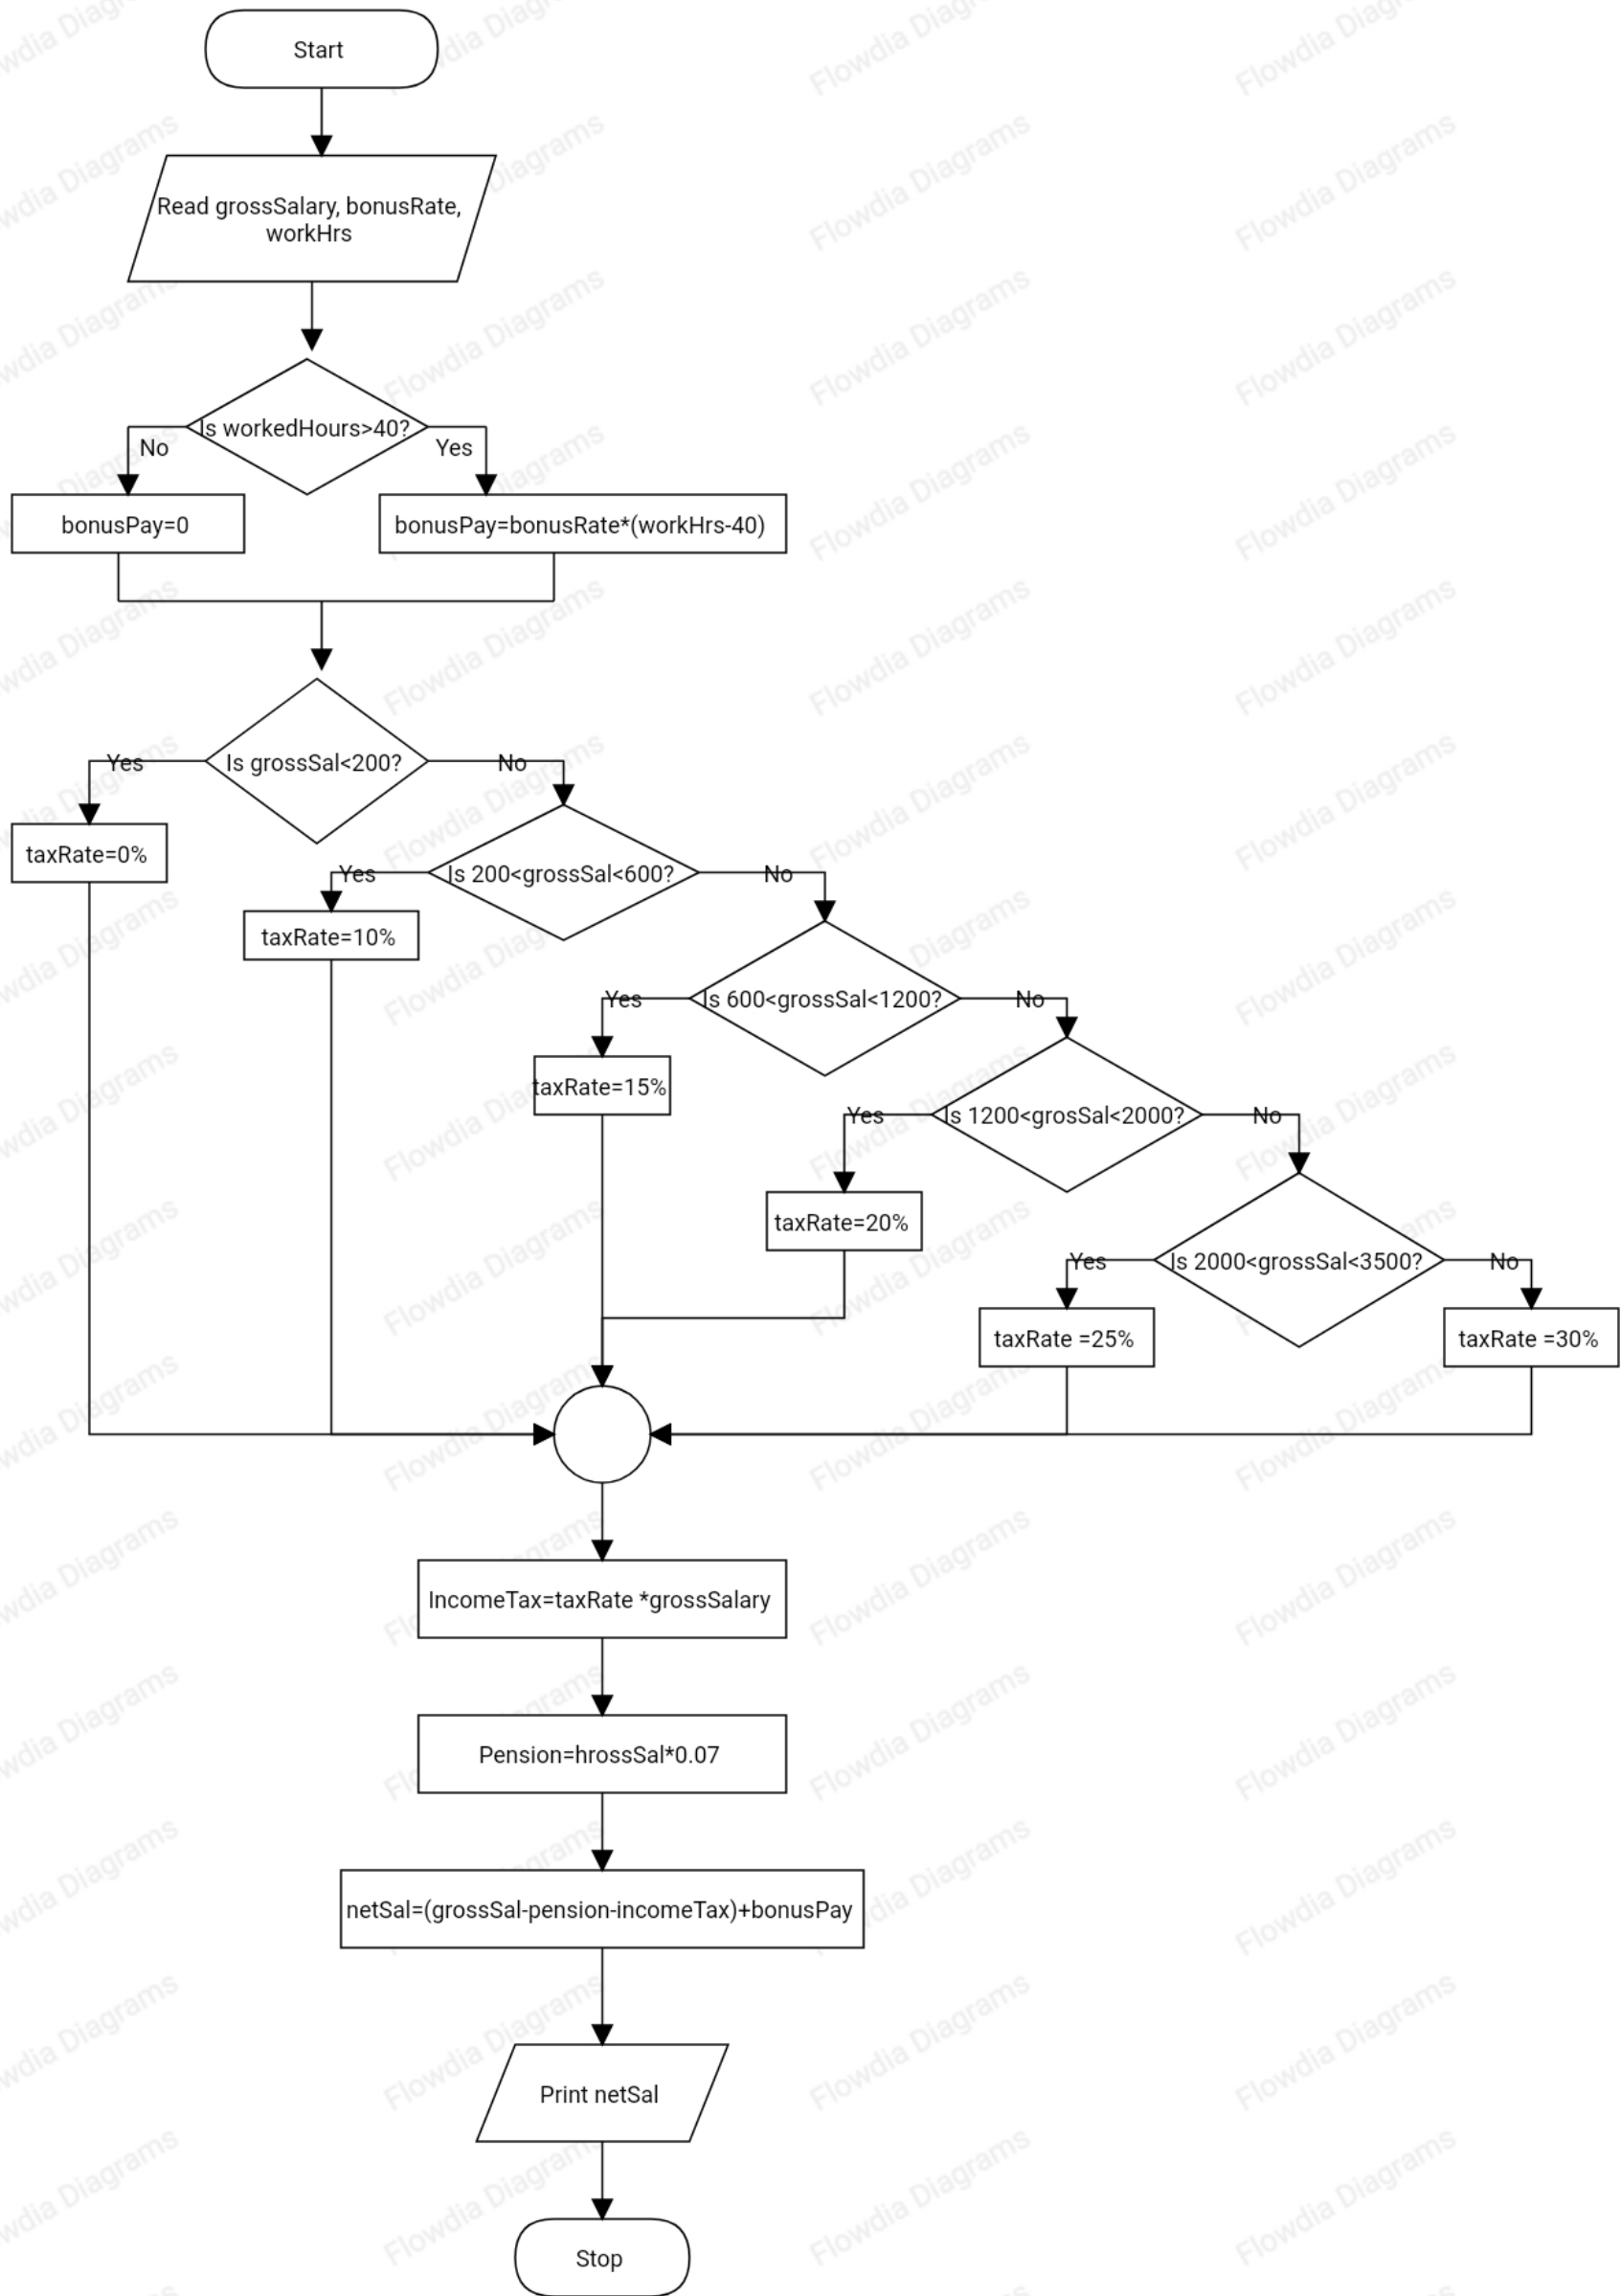 Start
Read grossSalary, bonusRate,
workHrs
Is workedHours>40?
No
Yes
bonusPay=0
bonusPay=bonusRate*(workHrs-40)
Is grossSal<200?
Yes
No
taxRate=0%
Is 200<grossSal<600?
Yes
No
taxRate=10%
Is 600<grossSal<1200?
Yes
No
taxRate=15%
Is 1200<grosSal<2000?
Yes
No
taxRate=20%
Is 2000<grossSal<3500?
Yes
No
taxRate =25%
taxRate =30%
IncomeTax=taxRate *grossSalary
Pension=hrossSal*0.07
netSal=(grossSal-pension-incomeTax)+bonusPay
Print netSal
Stop
Flowdia Diagrams